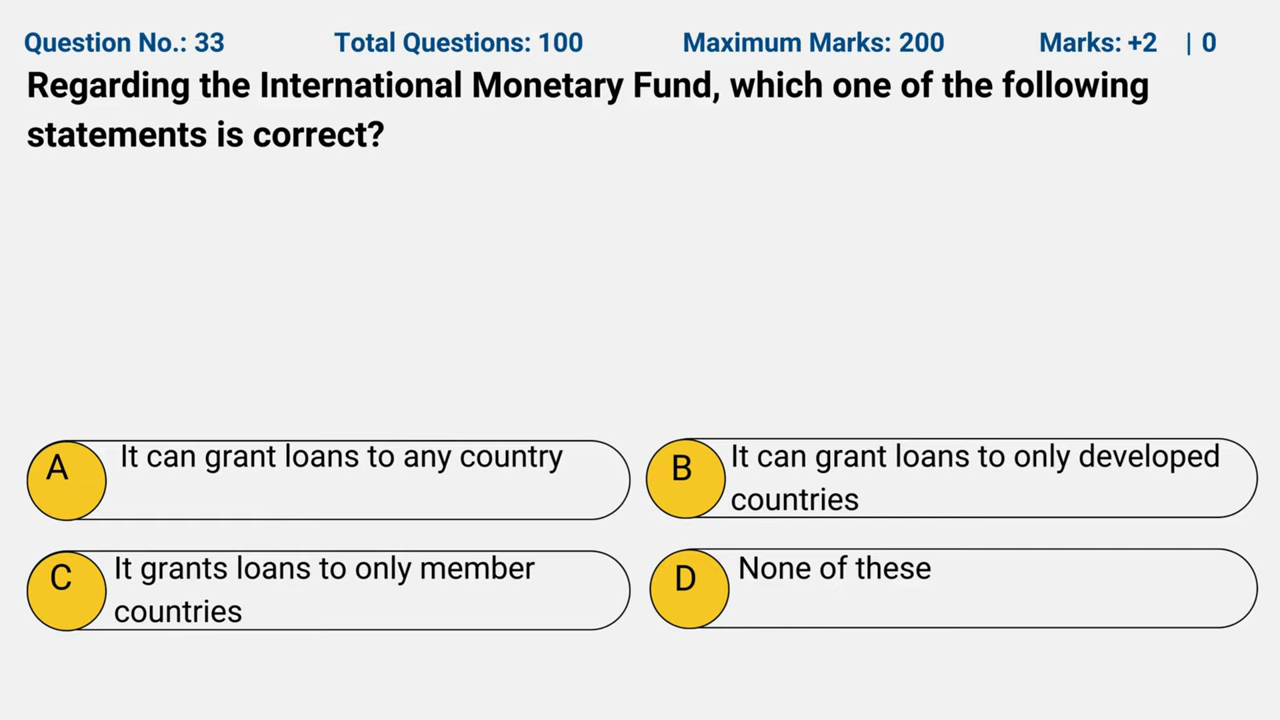 Question No.: 33 Total Questions: 100 Maximum Marks: 200 Marks: +2 | 0
Regarding the International Monetary Fund, which one of the following
statements is correct?
A It can grant loans to any country
B It can grant loans to only developed
countries
C It grants loans to only member
countries
D None of these